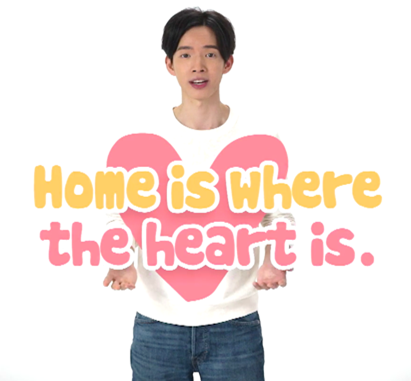 Home is where
the heart is.